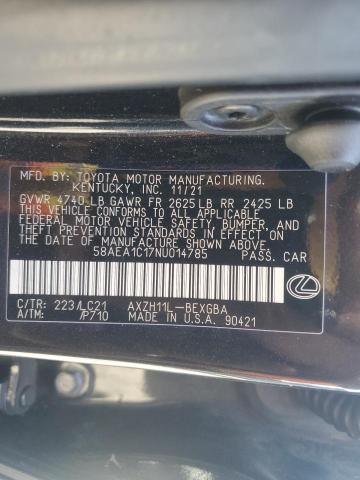 MFD. BY: TOYOTA MOTOR MANUFACTURING.
KENTUCKY, INC. 11/21
GVWR 4740 LB GAWR FR 2625 LB RR 2425 LB
THIS VEHICLE CONFORMS TO ALL APPLICABLE
FEDERAL MOTOR VEHICLE SAFETY, BUMPER, AND
THEFT PREVENTION STANDARDS IN EFFECT ON
THE DATE OF MANUFACTURE SHOWN ABOVE.
58AEA1C17NU014785 PASS. CAR
C/TR: 223/LC21 AXZH11L-BEXGBA
A/TM: /P710 MADE IN U.S.A. 90421